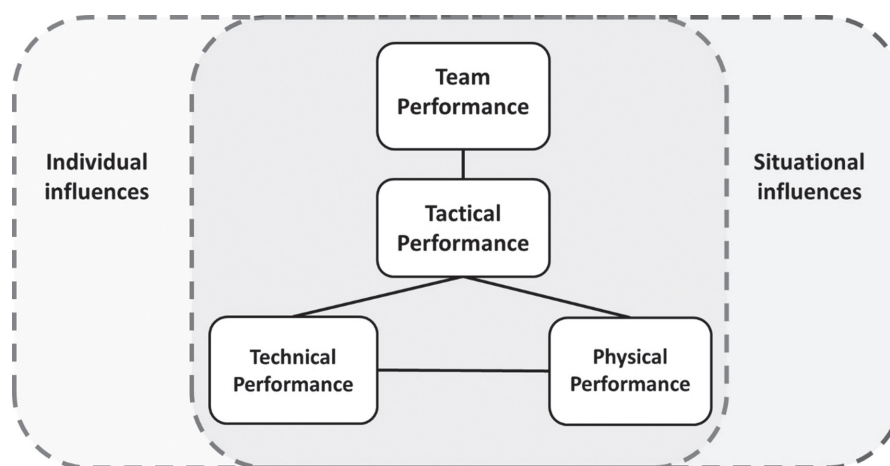 Team
Performance
Individual
influences
Situational
influences
Tactical
Performance
Technical
Performance
Physical
Performance